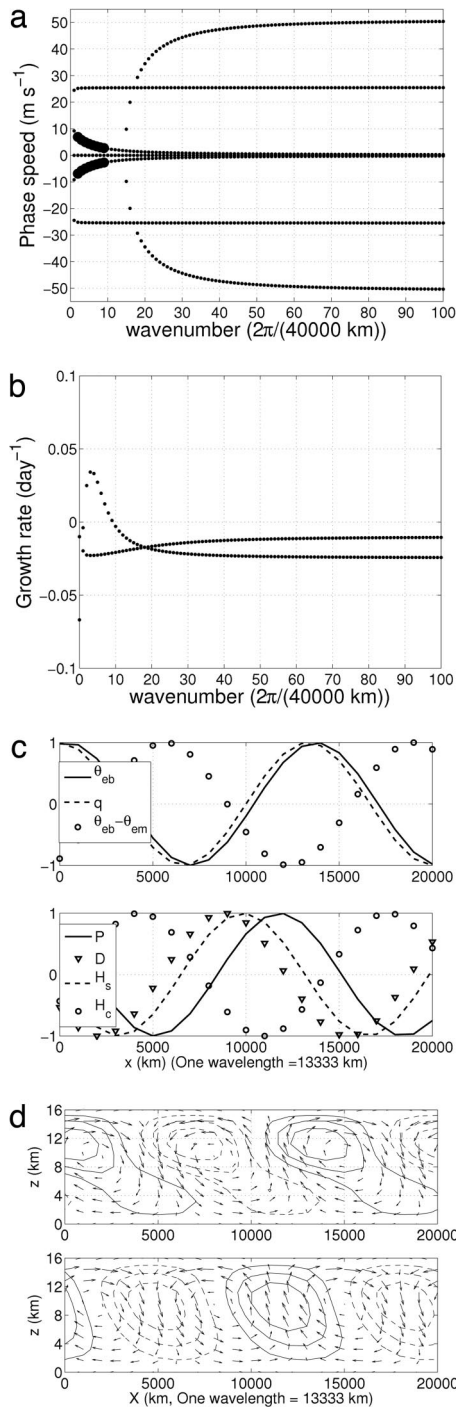 a
50
40
30
20
10
0
−10
−20
−30
−40
−50
Phase speed (m s⁻¹)
0 10 20 30 40 50 60 70 80 90 100
wavenumber (2π/(40000 km))
b
0.1
0.05
0
−0.05
−0.1
Growth rate (day⁻¹)
0 10 20 30 40 50 60 70 80 90 100
wavenumber (2π/(40000 km))
c
1
0
−1
θeb
q
θeb−θem
0 5000 10000 15000 20000
1
0
−1
P
D
Hs
Hc
0 5000 10000 15000 20000
x (km) (One wavelength =13333 km)
d
16
12
8
4
0
z (km)
0 5000 10000 15000 20000
16
12
8
4
0
z (km)
0 5000 10000 15000 20000
X (km, One wavelength = 13333 km)